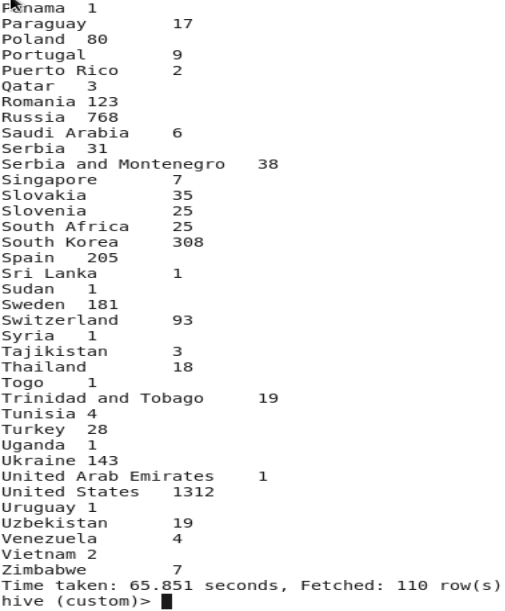 Panama 1
Paraguay 17
Poland 80
Portugal 9
Puerto Rico 2
Qatar 3
Romania 123
Russia 768
Saudi Arabia 6
Serbia 31
Serbia and Montenegro 38
Singapore 7
Slovakia 35
Slovenia 25
South Africa 25
South Korea 308
Spain 205
Sri Lanka 1
Sudan 1
Sweden 181
Switzerland 93
Syria 1
Tajikistan 3
Thailand 18
Togo 1
Trinidad and Tobago 19
Tunisia 4
Turkey 28
Uganda 1
Ukraine 143
United Arab Emirates 1
United States 1312
Uruguay 1
Uzbekistan 19
Venezuela 4
Vietnam 2
Zimbabwe 7
Time taken: 65.851 seconds, Fetched: 110 row(s)
hive (custom)>